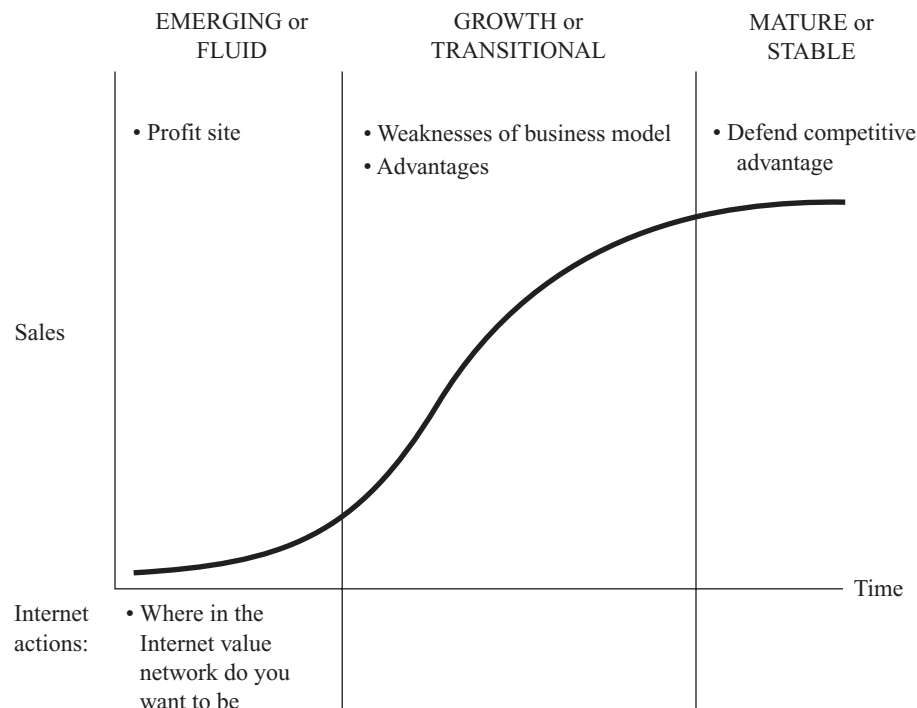 EMERGING or
FLUID
GROWTH or
TRANSITIONAL
MATURE or
STABLE
• Profit site
• Weaknesses of business model
• Advantages
• Defend competitive
advantage
Sales
Time
Internet
actions:
• Where in the
Internet value
network do you
want to be